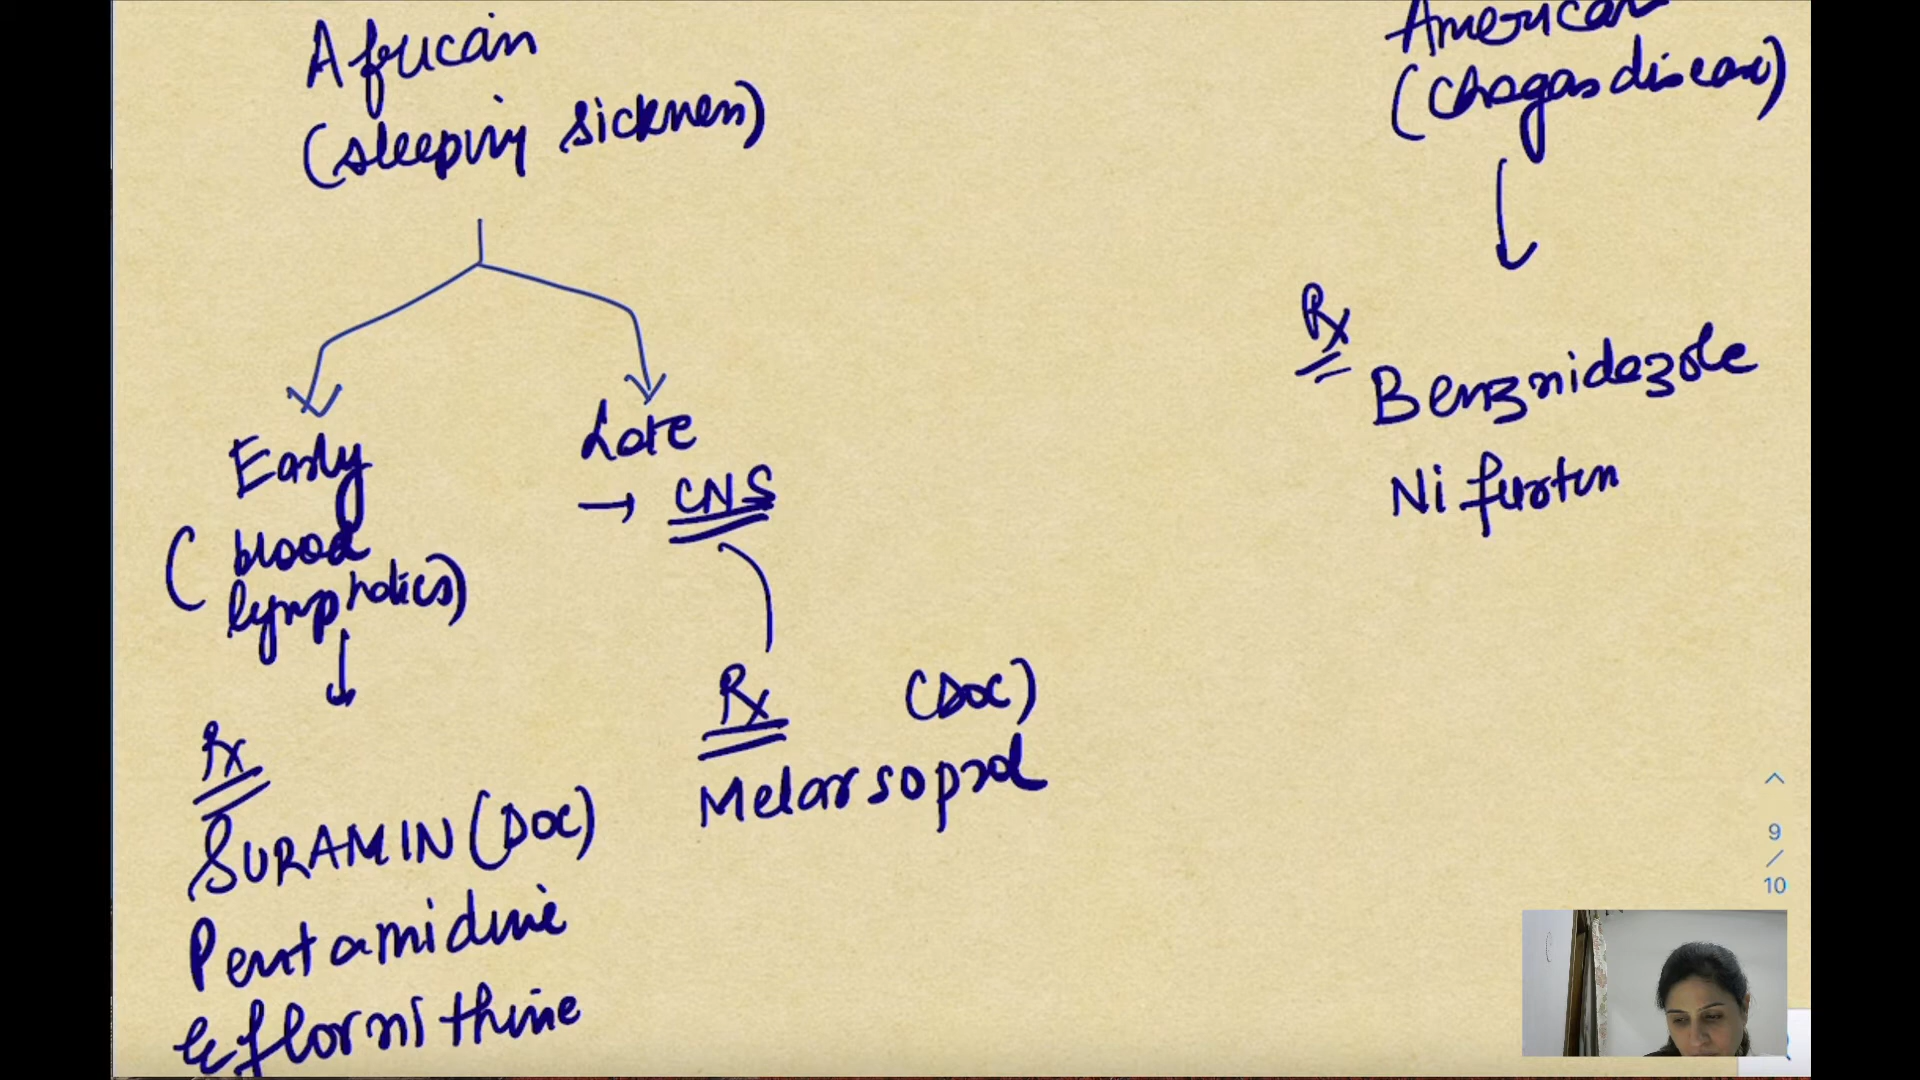 African
(sleeping sickness)
Early
(blood
lymphatics)
Rx
SURAMIN (DOC)
Pentamidine
Eflornithine
Late
→ CNS
Rx (DOC)
Melarsoprol
American
(Chagas disease)
Rx
Benznidazole
Nifurtm
9
/
10